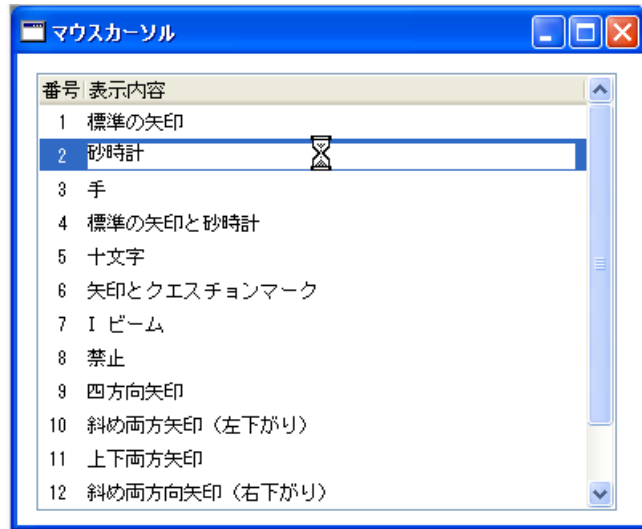 マウスカーソル
番号 表示内容
1 標準の矢印
2 砂時計
3 手
4 標準の矢印と砂時計
5 十文字
6 矢印とクエスチョンマーク
7 I ビーム
8 禁止
9 四方向矢印
10 斜め両方矢印（左下がり）
11 上下両方矢印
12 斜め両方向矢印（右下がり）